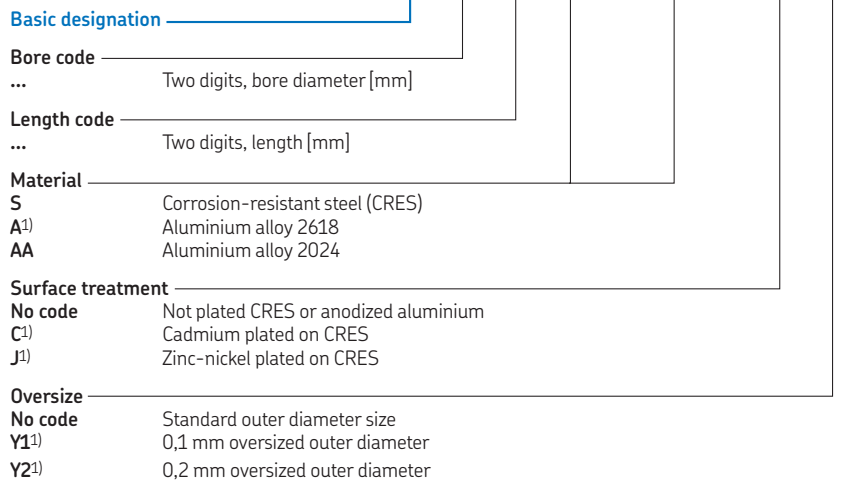 Basic designation
Bore code
... Two digits, bore diameter [mm]
Length code
... Two digits, length [mm]
Material
S Corrosion-resistant steel (CRES)
A1) Aluminium alloy 2618
AA Aluminium alloy 2024
Surface treatment
No code Not plated CRES or anodized aluminium
C1) Cadmium plated on CRES
J1) Zinc-nickel plated on CRES
Oversize
No code Standard outer diameter size
Y11) 0,1 mm oversized outer diameter
Y21) 0,2 mm oversized outer diameter